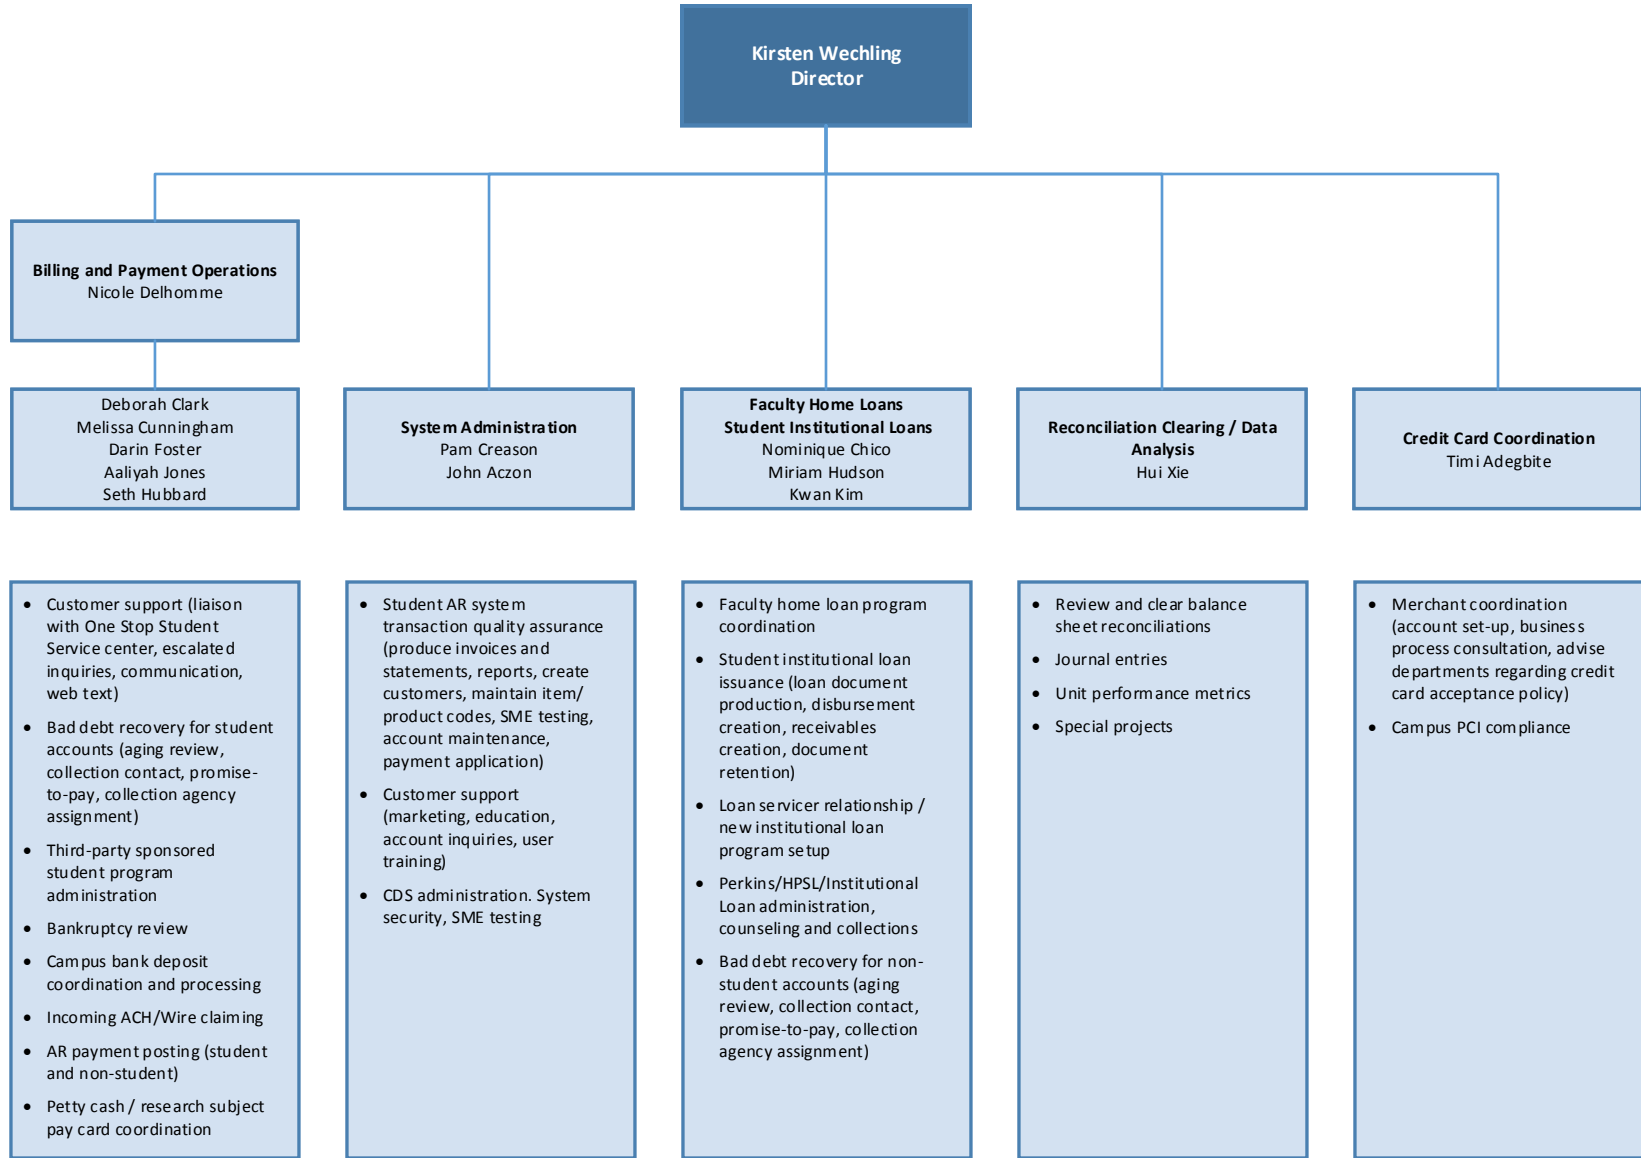 Kirsten Wechling
Director
Billing and Payment Operations
Nicole Delhomme
Deborah Clark
Melissa Cunningham
Darin Foster
Aaliyah Jones
Seth Hubbard
System Administration
Pam Creason
John Aczon
Faculty Home Loans
Student Institutional Loans
Nominique Chico
Miriam Hudson
Kwan Kim
Reconciliation Clearing / Data
Analysis
Hui Xie
Credit Card Coordination
Timi Adegbite
• Customer support (liaison
with One Stop Student
Service center, escalated
inquiries, communication,
web text)
• Bad debt recovery for student
accounts (aging review,
collection contact, promise-
to-pay, collection agency
assignment)
• Third-party sponsored
student program
administration
• Bankruptcy review
• Campus bank deposit
coordination and processing
• Incoming ACH/Wire claiming
• AR payment posting (student
and non-student)
• Petty cash / research subject
pay card coordination
• Student AR system
transaction quality assurance
(produce invoices and
statements, reports, create
customers, maintain item/
product codes, SME testing,
account maintenance,
payment application)
• Customer support
(marketing, education,
account inquiries, user
training)
• CDS administration. System
security, SME testing
• Faculty home loan program
coordination
• Student institutional loan
issuance (loan document
production, disbursement
creation, receivables
creation, document
retention)
• Loan servicer relationship /
new institutional loan
program setup
• Perkins/HPSL/Institutional
Loan administration,
counseling and collections
• Bad debt recovery for non-
student accounts (aging
review, collection contact,
promise-to-pay, collection
agency assignment)
• Review and clear balance
sheet reconciliations
• Journal entries
• Unit performance metrics
• Special projects
• Merchant coordination
(account set-up, business
process consultation, advise
departments regarding credit
card acceptance policy)
• Campus PCI compliance